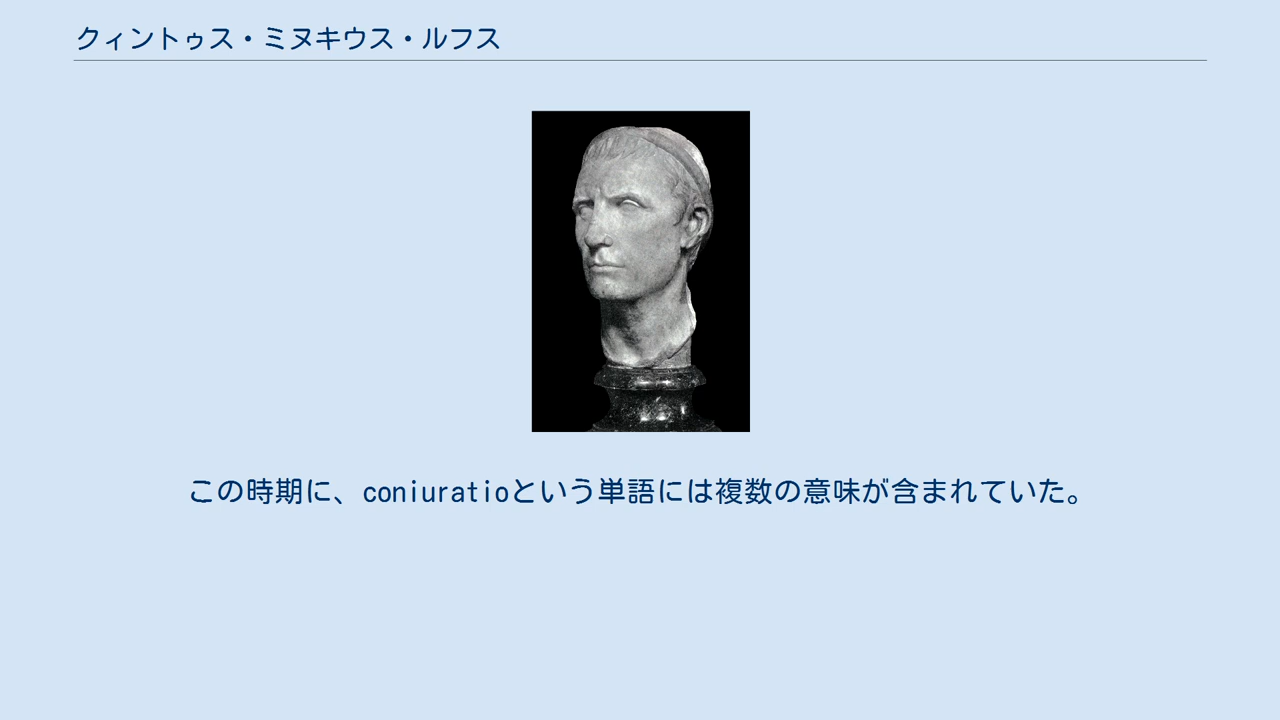 クィントゥス・ミヌキウス・ルフス
この時期に、coniuratioという単語には複数の意味が含まれていた。